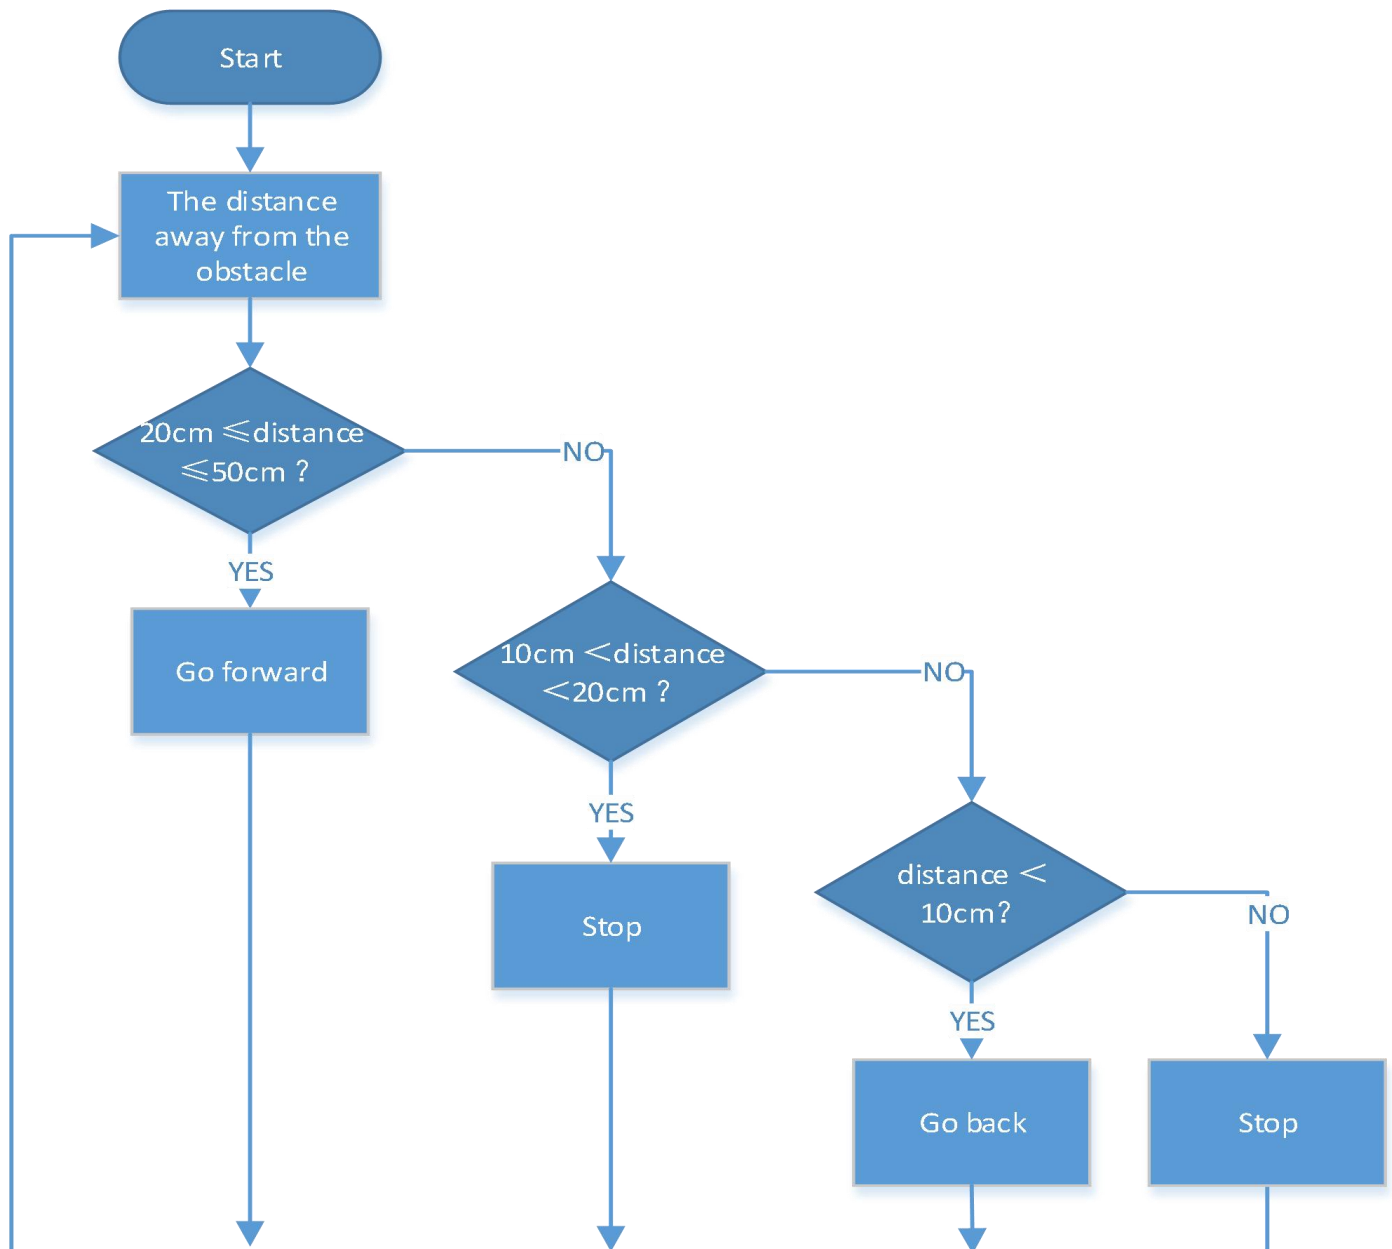 Start
The distance
away from the
obstacle
20cm ≤distance
≤50cm ?
NO
YES
Go forward
10cm <distance
<20cm ?
NO
YES
Stop
distance <
10cm?
NO
YES
Go back
Stop